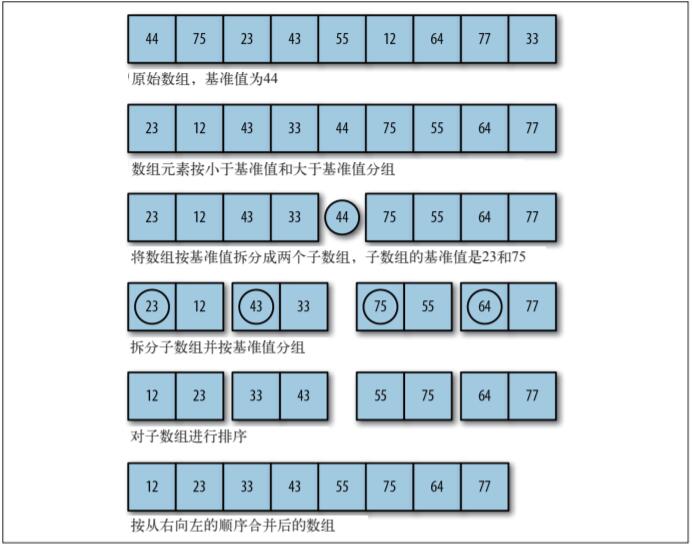 44 75 23 43 55 12 64 77 33
原始数组，基准值为44
23 12 43 33 44 75 55 64 77
数组元素按小于基准值和大于基准值分组
23 12 43 33 44 75 55 64 77
将数组按基准值拆分成两个子数组，子数组的基准值是23和75
23 12 43 33 75 55 64 77
拆分子数组并按基准值分组
12 23 33 43 55 75 64 77
对子数组进行排序
12 23 33 43 55 75 64 77
按从右向左的顺序合并后的数组